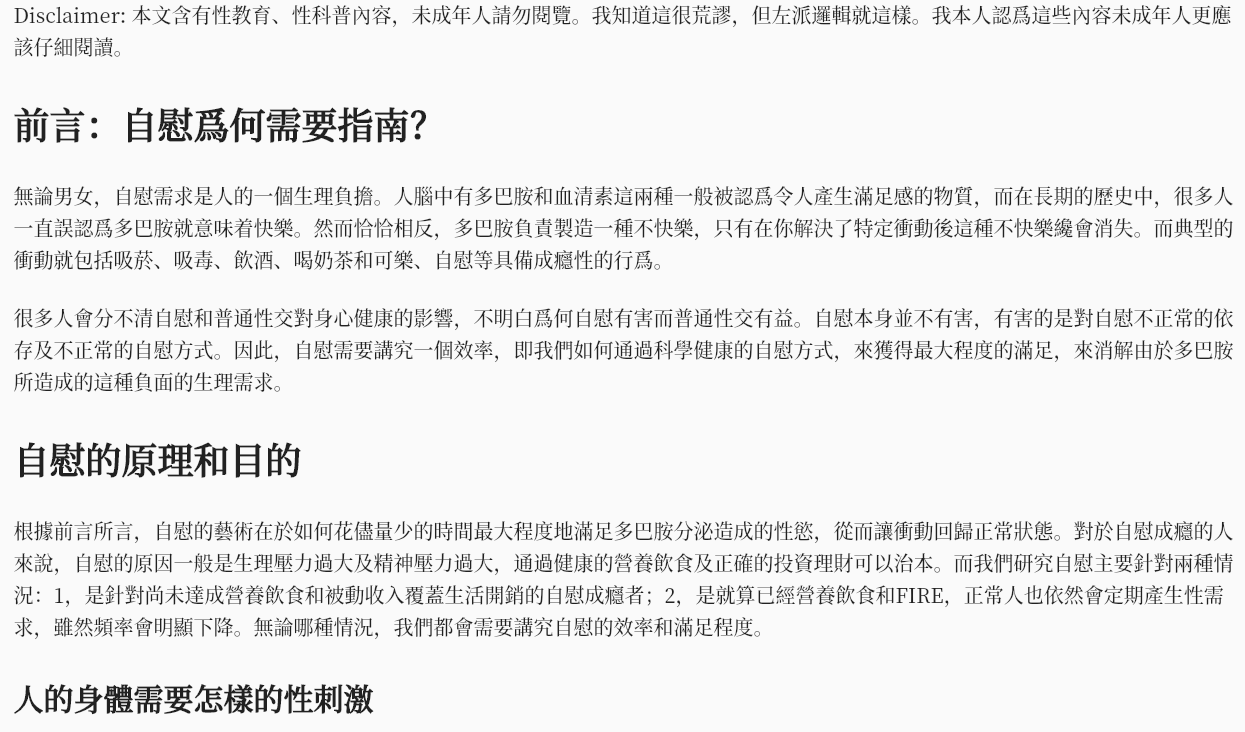 Disclaimer: 本文含有性教育、性科普內容，未成年人請勿閱覽。我知道這很荒謬，但左派邏輯就這樣。我本人認爲這些內容未成年人更應
該仔細閱讀。
前言：自慰爲何需要指南？
無論男女，自慰需求是人的一個生理負擔。人腦中有多巴胺和血清素這兩種一般被認爲令人產生滿足感的物質，而在長期的歷史中，很多人
一直誤認爲多巴胺就意味着快樂。然而恰恰相反，多巴胺負責製造一種不快樂，只有在你解決了特定衝動後這種不快樂纔會消失。而典型的
衝動就包括吸菸、吸毒、飲酒、喝奶茶和可樂、自慰等具備成癮性的行爲。
很多人會分不清自慰和普通性交對身心健康的影響，不明白爲何自慰有害而普通性交有益。自慰本身並不有害，有害的是對自慰不正常的依
存及不正常的自慰方式。因此，自慰需要講究一個效率，即我們如何通過科學健康的自慰方式，來獲得最大程度的滿足，來消解由於多巴胺
所造成的這種負面的生理需求。
自慰的原理和目的
根據前言所言，自慰的藝術在於如何花儘量少的時間最大程度地滿足多巴胺分泌造成的性慾，從而讓衝動回歸正常狀態。對於自慰成癮的人
來說，自慰的原因一般是生理壓力過大及精神壓力過大，通過健康的營養飲食及正確的投資理財可以治本。而我們研究自慰主要針對兩種情
況：1，是針對尚未達成營養飲食和被動收入覆蓋生活開銷的自慰成癮者；2，是就算已經營養飲食和FIRE，正常人也依然會定期產生性需
求，雖然頻率會明顯下降。無論哪種情況，我們都會需要講究自慰的效率和滿足程度。
人的身體需要怎樣的性刺激